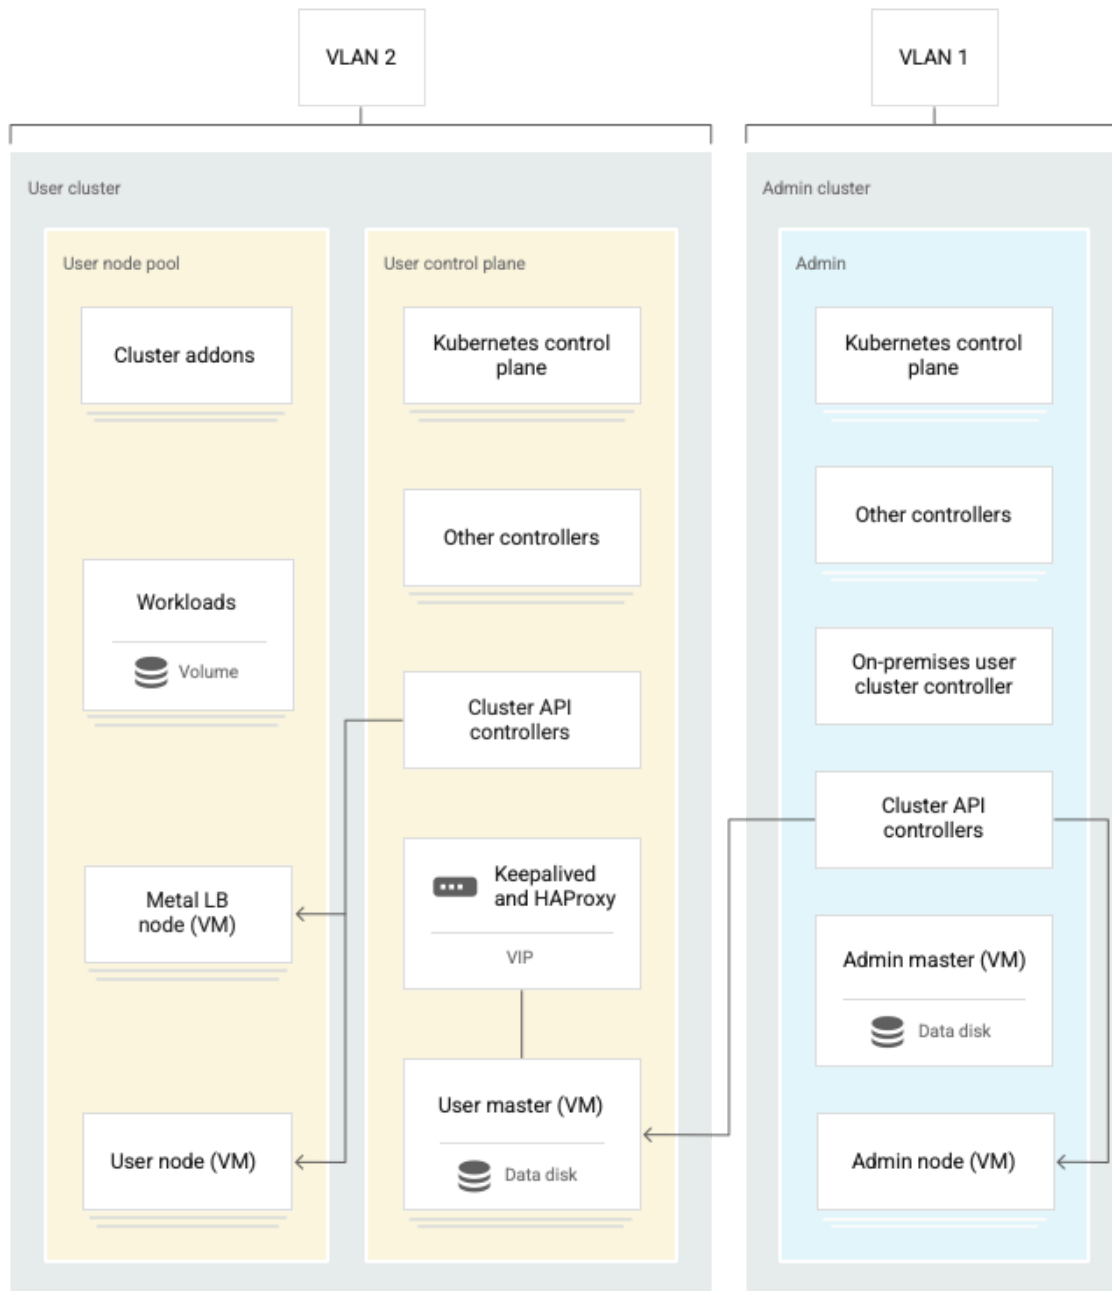 VLAN 2
VLAN 1
User cluster
User node pool
Cluster addons
Workloads
Volume
Metal LB
node (VM)
User node (VM)
User control plane
Kubernetes control
plane
Other controllers
Cluster API
controllers
Keepalived
and HAProxy
VIP
User master (VM)
Data disk
Admin cluster
Admin
Kubernetes control
plane
Other controllers
On-premises user
cluster controller
Cluster API
controllers
Admin master (VM)
Data disk
Admin node (VM)